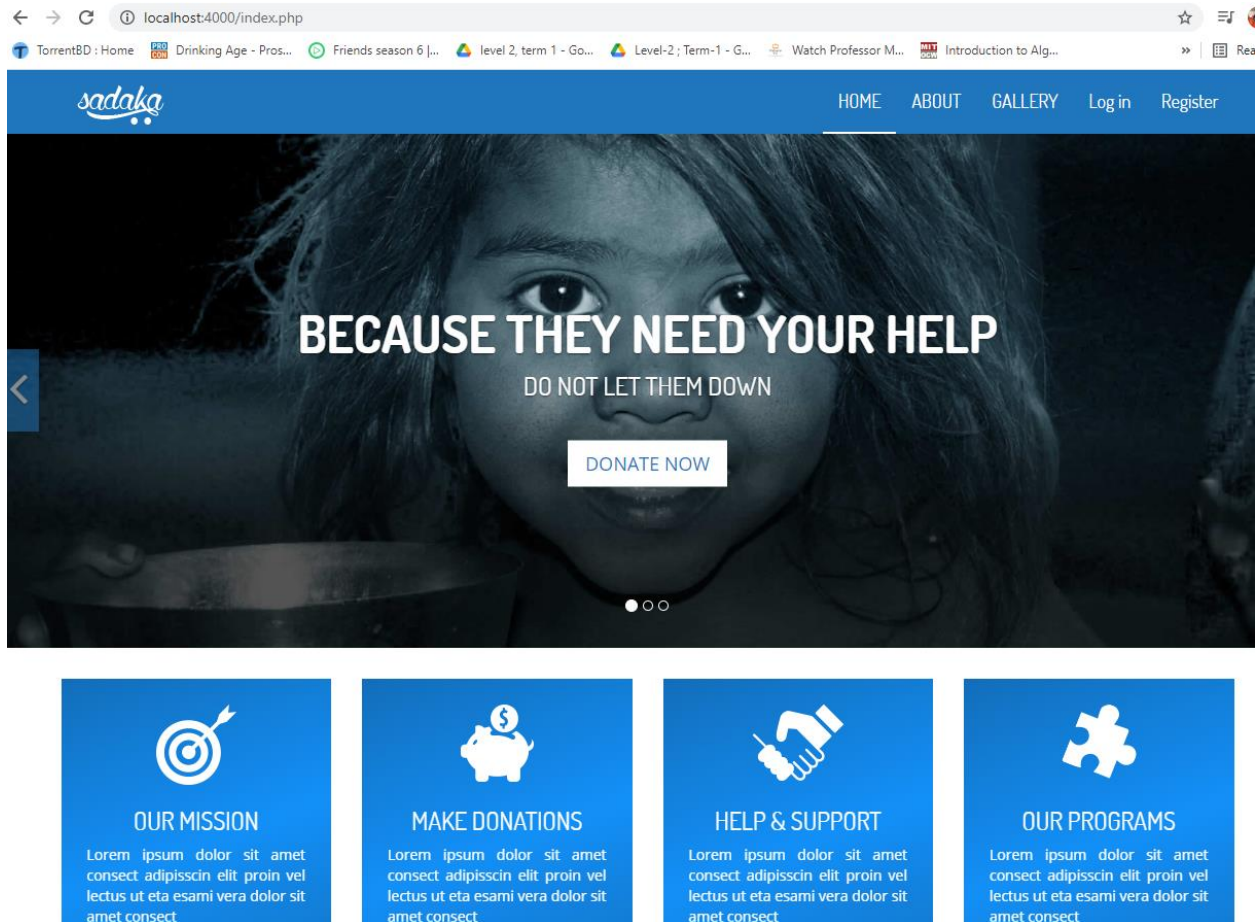 localhost:4000/index.php
TorrentBD : Home Drinking Age - Pros... Friends season 6 |... level 2, term 1 - Go... Level-2 ; Term-1 - G... Watch Professor M... Introduction to Alg... » Rea
sadaka HOME ABOUT GALLERY Log in Register
BECAUSE THEY NEED YOUR HELP
DO NOT LET THEM DOWN
DONATE NOW
OUR MISSION
Lorem ipsum dolor sit amet
consect adipisscin elit proin vel
lectus ut eta esami vera dolor sit
amet consect
MAKE DONATIONS
Lorem ipsum dolor sit amet
consect adipisscin elit proin vel
lectus ut eta esami vera dolor sit
amet consect
HELP & SUPPORT
Lorem ipsum dolor sit amet
consect adipisscin elit proin vel
lectus ut eta esami vera dolor sit
amet consect
OUR PROGRAMS
Lorem ipsum dolor sit amet
consect adipisscin elit proin vel
lectus ut eta esami vera dolor sit
amet consect